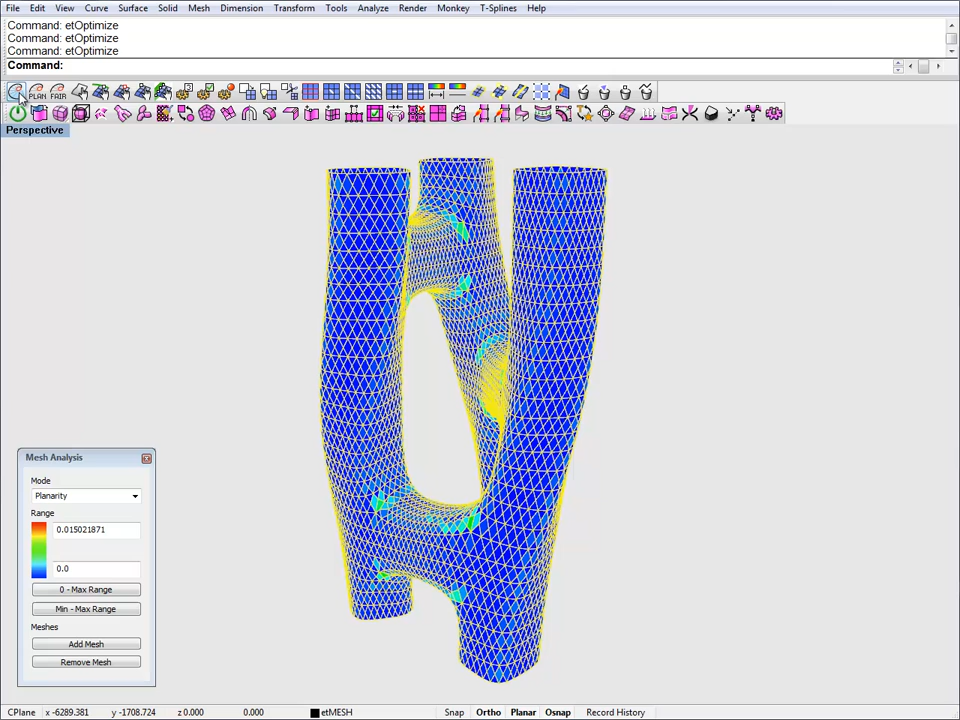 File Edit View Curve Surface Solid Mesh Dimension Transform Tools Analyze Render Monkey T-Splines Help
Command: etOptimize
Command: etOptimize
Command: etOptimize
Command:
PLAN FAIR
Perspective
Mesh Analysis
Mode
Planarity
Range
0.015021871
0.0
0 - Max Range
Min - Max Range
Meshes
Add Mesh
Remove Mesh
CPlane x -6289.381 y -1708.724 z 0.000 0.000 etMESH Snap Ortho Planar Osnap Record History